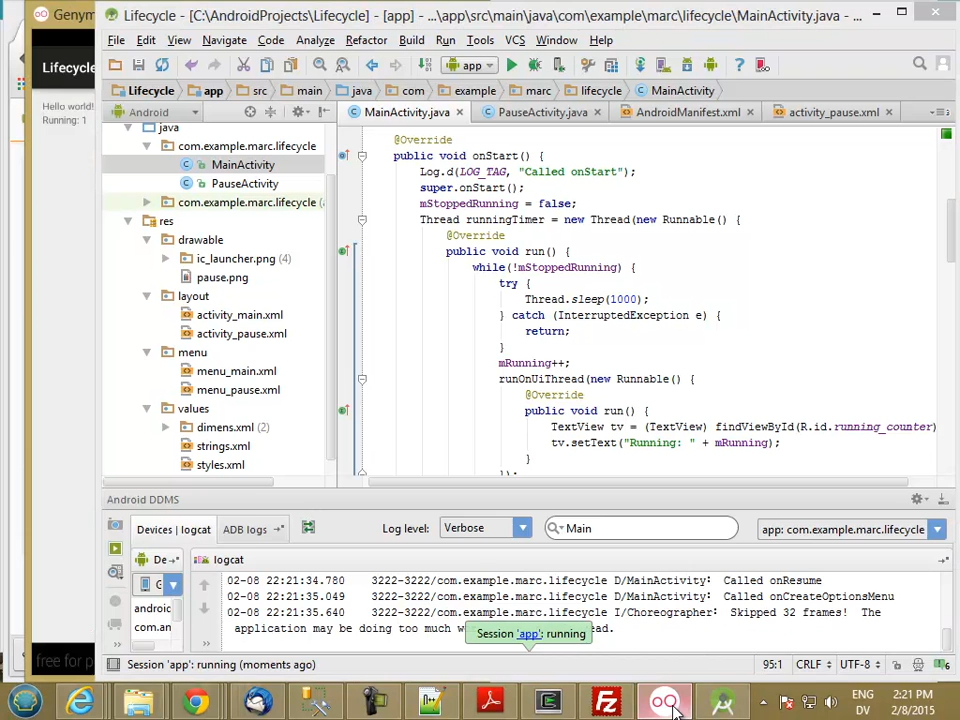 Genym
Lifecycle - [C:\AndroidProjects\Lifecycle] - [app] - ...\app\src\main\java\com\example\marc\lifecycle\MainActivity.java - ...
File Edit View Navigate Code Analyze Refactor Build Run Tools VCS Window Help
Lifecycle
app
Lifecycle app src main java com example marc lifecycle MainActivity
Hello world!
Running: 1
Android
MainActivity.java PauseActivity.java AndroidManifest.xml activity_pause.xml
java
com.example.marc.lifecycle
MainActivity
PauseActivity
com.example.marc.lifecycle (
res
drawable
ic_launcher.png (4)
pause.png
layout
activity_main.xml
activity_pause.xml
menu
menu_main.xml
menu_pause.xml
values
dimens.xml (2)
strings.xml
styles.xml
@Override
public void onStart() {
Log.d(LOG_TAG, "Called onStart");
super.onStart();
mStoppedRunning = false;
Thread runningTimer = new Thread(new Runnable() {
@Override
public void run() {
while(!mStoppedRunning) {
try {
Thread.sleep(1000);
} catch (InterruptedException e) {
return;
}
mRunning++;
runOnUiThread(new Runnable() {
@Override
public void run() {
TextView tv = (TextView) findViewById(R.id.running_counter)
tv.setText("Running: " + mRunning);
}
});
Android DDMS
Devices | logcat ADB logs Log level: Verbose Main app: com.example.marc.lifecycle
De logcat
G
androic
com.an
02-08 22:21:34.780 3222-3222/com.example.marc.lifecycle D/MainActivity: Called onResume
02-08 22:21:35.049 3222-3222/com.example.marc.lifecycle D/MainActivity: Called onCreateOptionsMenu
02-08 22:21:35.640 3222-3222/com.example.marc.lifecycle I/Choreographer: Skipped 32 frames! The
application may be doing too much w
ead.
Session 'app': running
free for p
Session 'app': running (moments ago) 95:1 CRLF UTF-8 6
ENG 2:21 PM
DV 2/8/2015